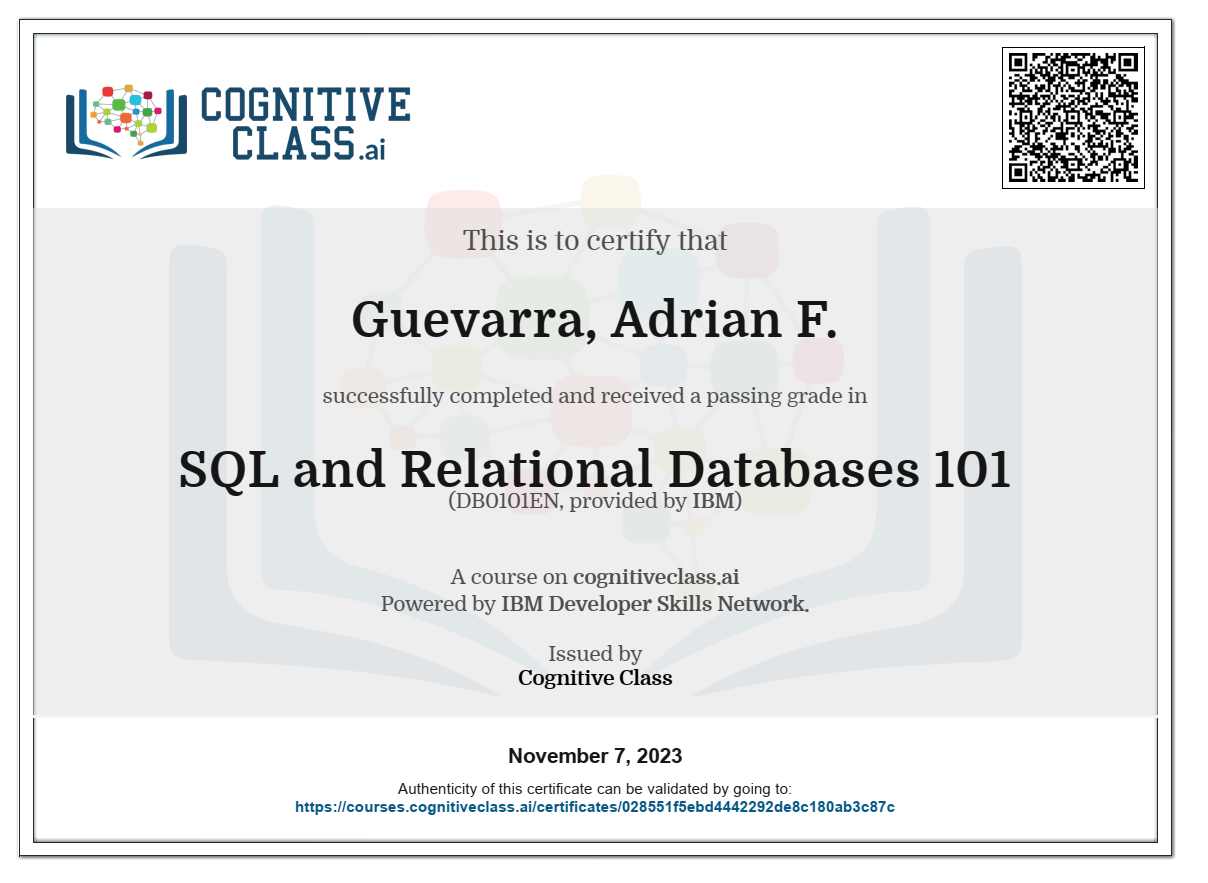 COGNITIVE
CLASS.ai
This is to certify that
Guevarra, Adrian F.
successfully completed and received a passing grade in
SQL and Relational Databases 101
(DB0101EN, provided by IBM)
A course on cognitiveclass.ai
Powered by IBM Developer Skills Network.
Issued by
Cognitive Class
November 7, 2023
Authenticity of this certificate can be validated by going to:
https://courses.cognitiveclass.ai/certificates/028551f5ebd4442292de8c180ab3c87c